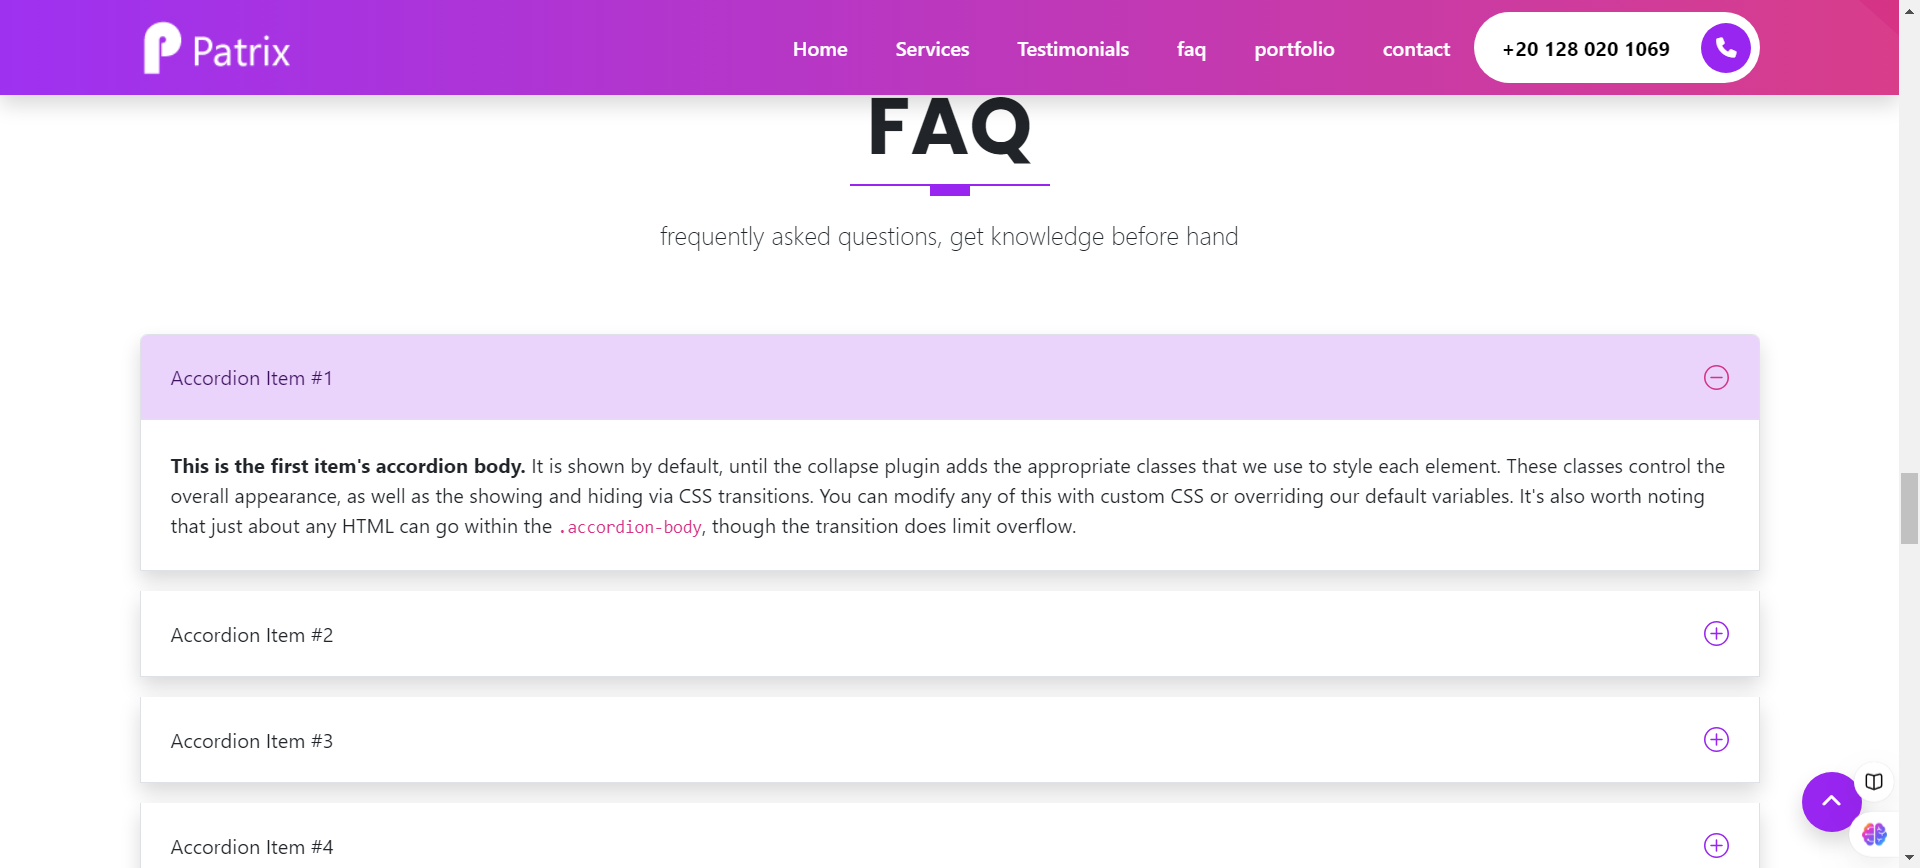 Patrix
Home Services Testimonials faq portfolio contact +20 128 020 1069
FAQ
frequently asked questions, get knowledge before hand
Accordion Item #1
This is the first item's accordion body. It is shown by default, until the collapse plugin adds the appropriate classes that we use to style each element. These classes control the
overall appearance, as well as the showing and hiding via CSS transitions. You can modify any of this with custom CSS or overriding our default variables. It's also worth noting
that just about any HTML can go within the .accordion-body, though the transition does limit overflow.
Accordion Item #2
Accordion Item #3
Accordion Item #4